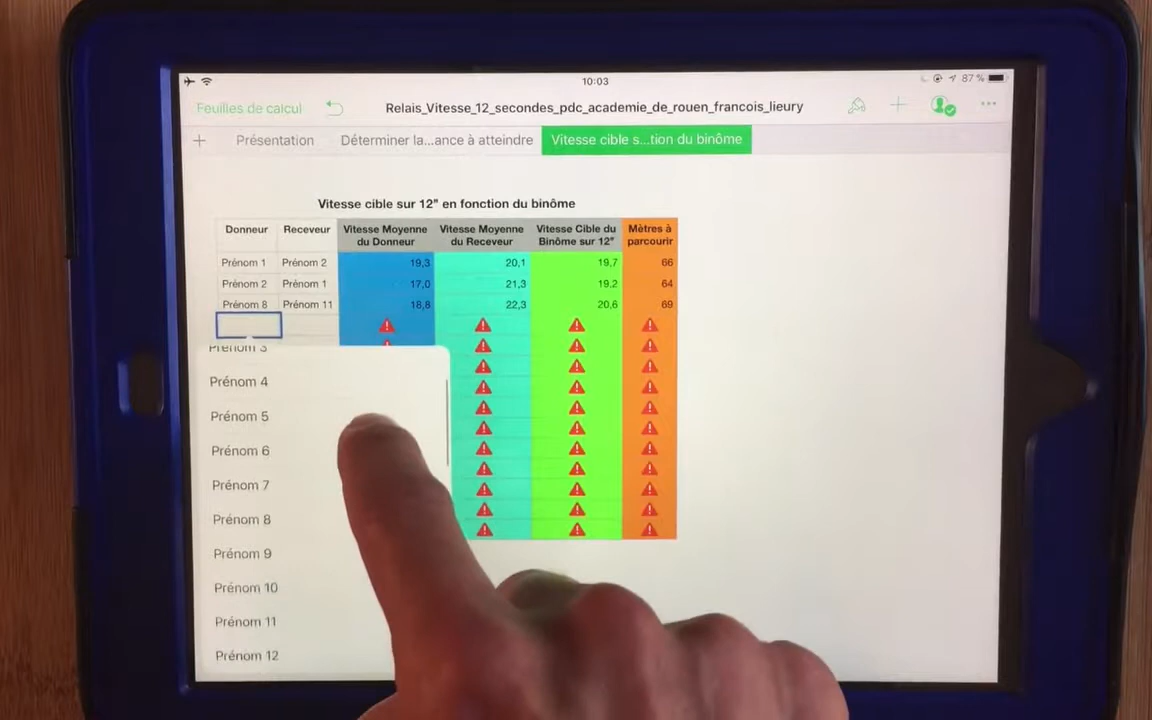 10:03
87 %
Feuilles de calcul
Relais_Vitesse_12_secondes_pdc_academie_de_rouen_francois_lieury
Présentation
Déterminer la...ance à atteindre
Vitesse cible s...tion du binôme
Vitesse cible sur 12" en fonction du binôme
Donneur Receveur Vitesse Moyenne du Donneur Vitesse Moyenne du Receveur Vitesse Cible du Binôme sur 12" Mètres à parcourir
Prénom 1 Prénom 2 19,3 20,1 19,7 66
Prénom 2 Prénom 1 17,0 21,3 19,2 64
Prénom 8 Prénom 11 18,8 22,3 20,6 69
Prénom 3
Prénom 4
Prénom 5
Prénom 6
Prénom 7
Prénom 8
Prénom 9
Prénom 10
Prénom 11
Prénom 12